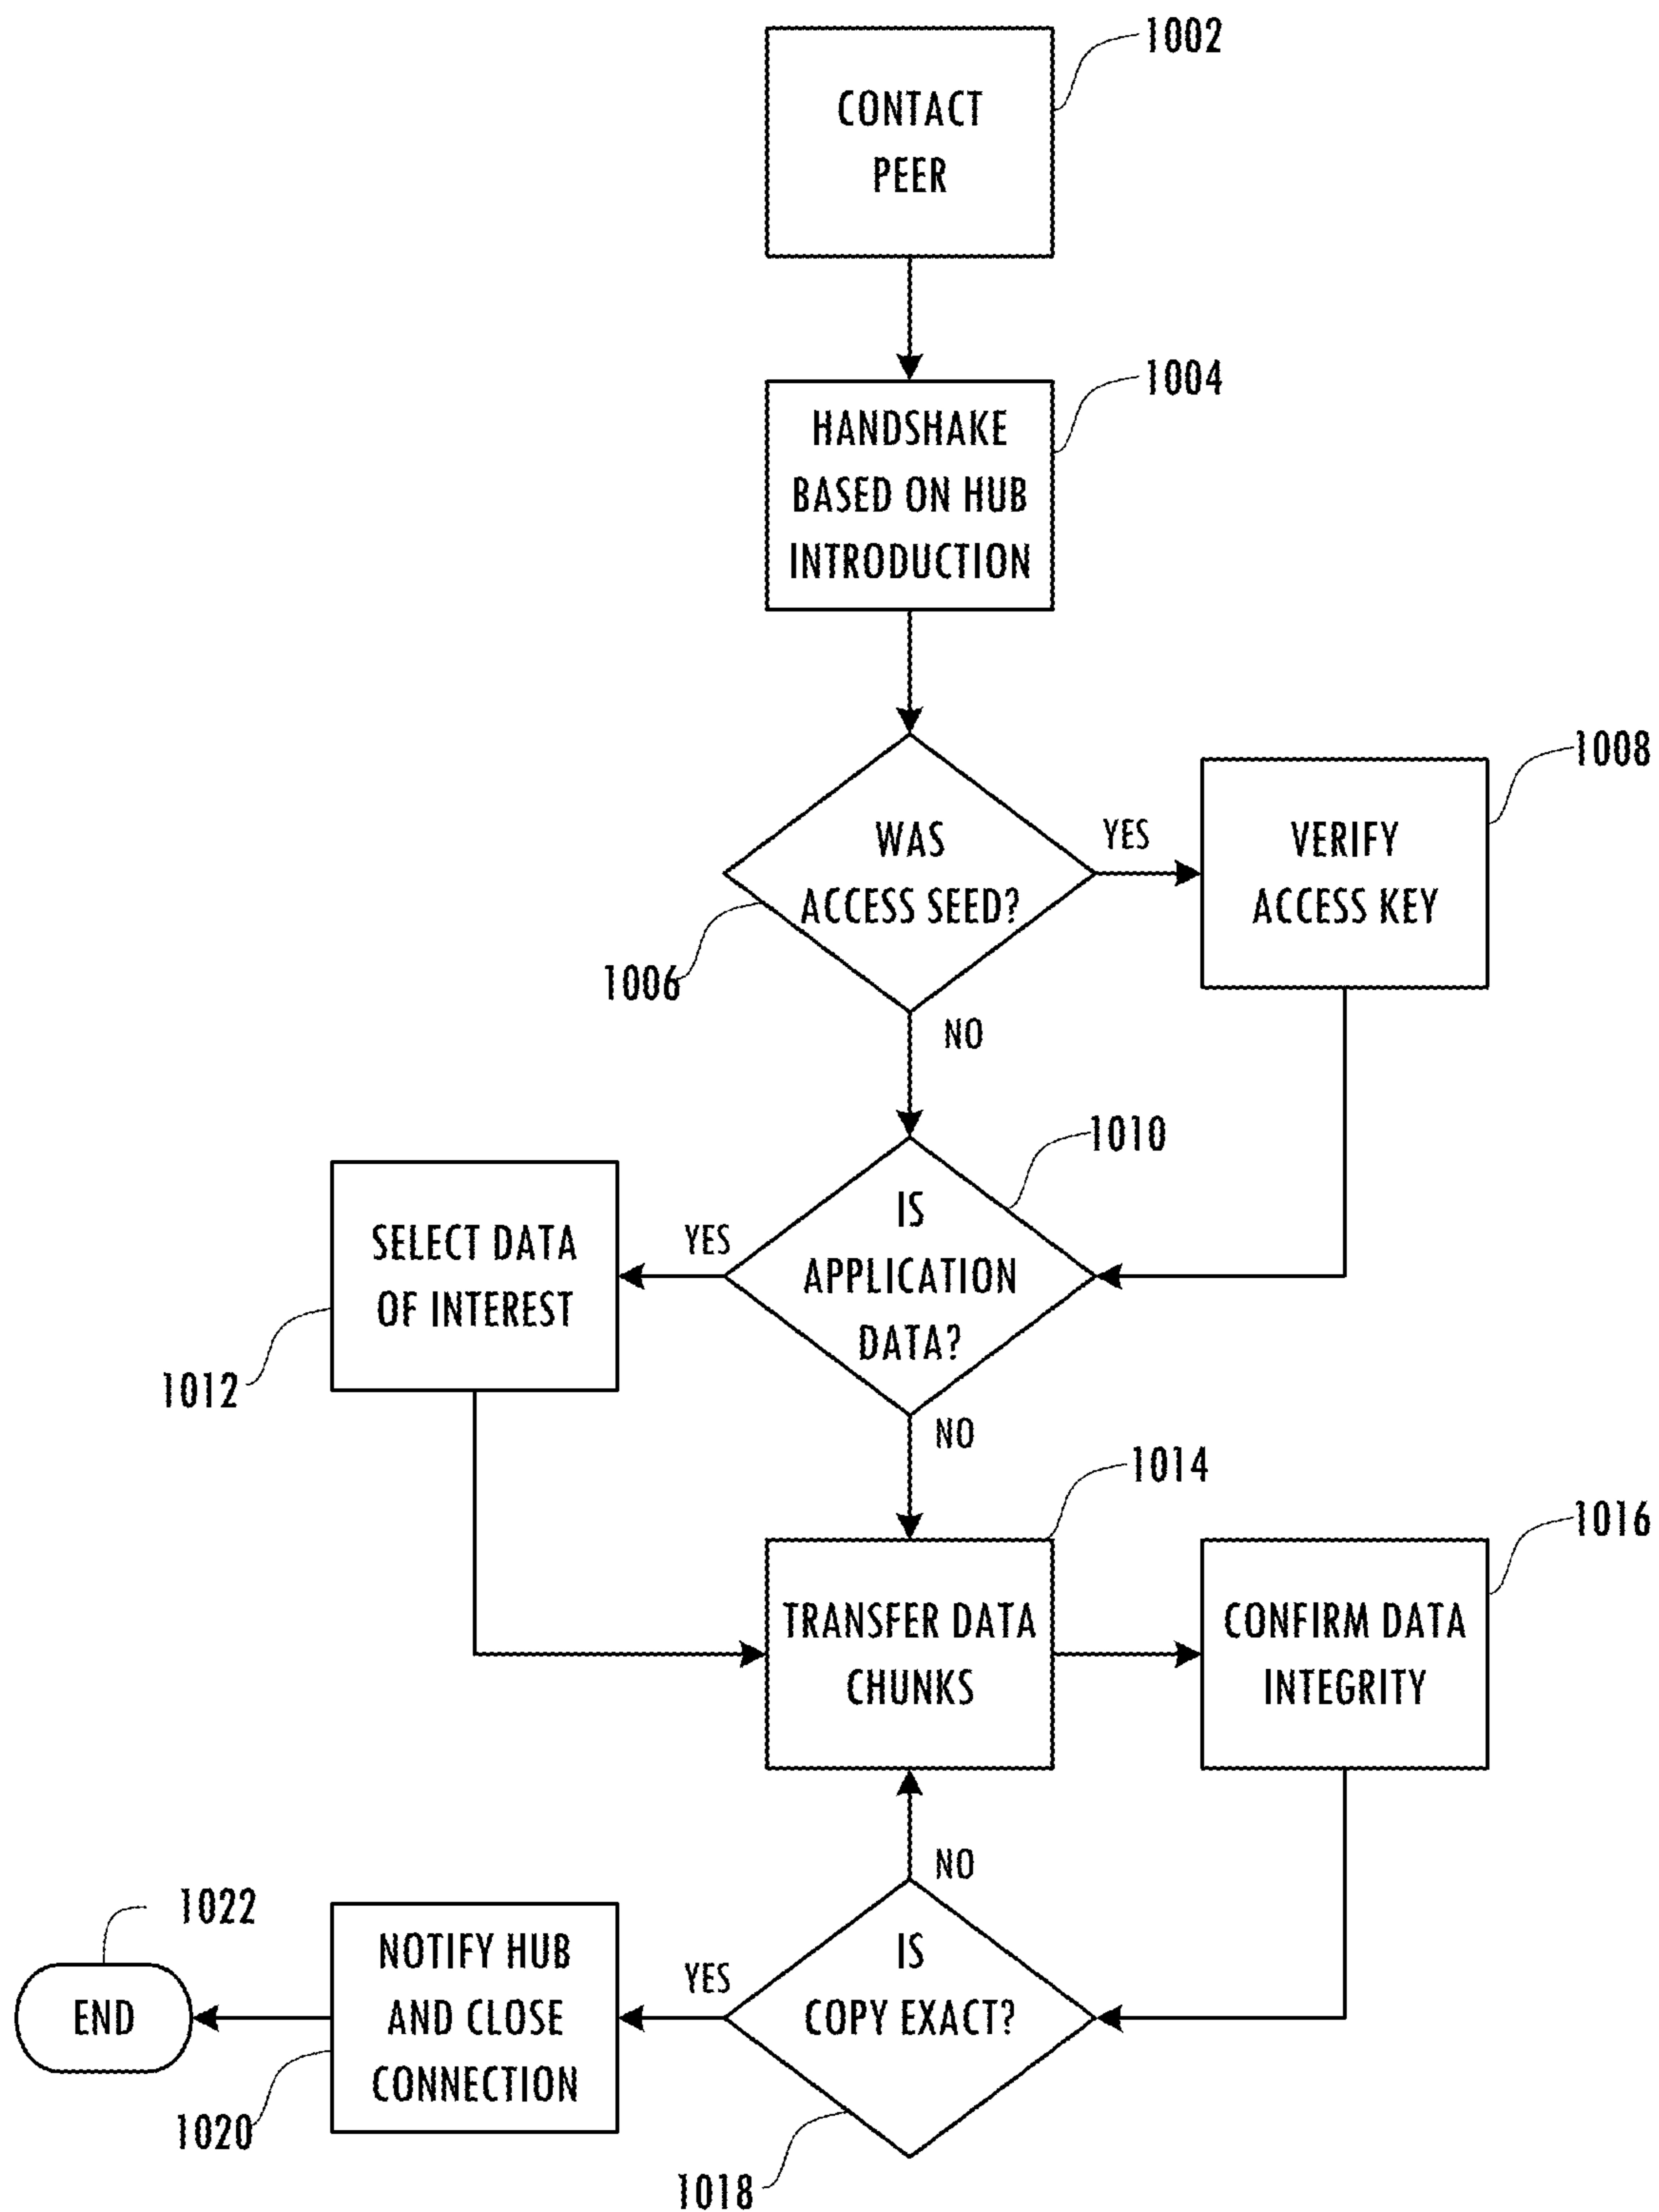 1002
CONTACT
PEER
1004
HANDSHAKE
BASED ON HUB
INTRODUCTION
1006
WAS
ACCESS SEED?
YES
NO
1008
VERIFY
ACCESS KEY
1010
IS
APPLICATION
DATA?
YES
NO
1012
SELECT DATA
OF INTEREST
1014
TRANSFER DATA
CHUNKS
1016
CONFIRM DATA
INTEGRITY
1018
IS
COPY EXACT?
NO
YES
1020
NOTIFY HUB
AND CLOSE
CONNECTION
1022
END